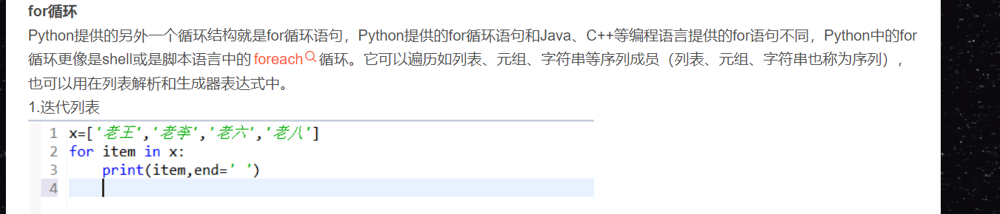 for循环
Python提供的另外一个循环结构就是for循环语句，Python提供的for循环语句和Java、C++等编程语言提供的for语句不同，Python中的for
循环更像是shell或是脚本语言中的foreach循环。它可以遍历如列表、元组、字符串等序列成员（列表、元组、字符串也称为序列），
也可以用在列表解析和生成器表达式中。
1.迭代列表
1 x=['老王','老李','老六','老八']
2 for item in x:
3     print(item,end=' ')
4